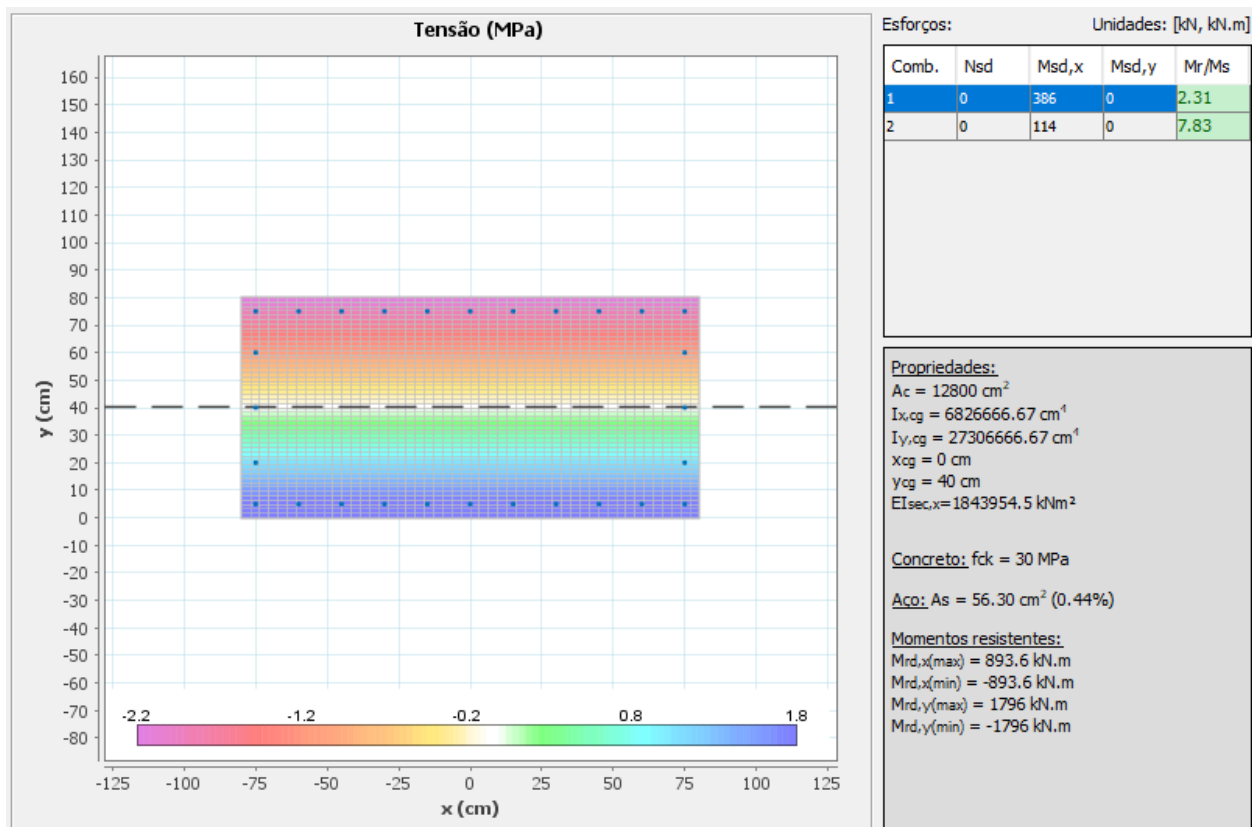 Tensão (MPa)
160
150
140
130
120
110
100
90
80
70
60
50
40
30
20
10
0
-10
-20
-30
-40
-50
-60
-70
-80
y (cm)
-2.2 -1.2 -0.2 0.8 1.8
-125 -100 -75 -50 -25 0 25 50 75 100 125
x (cm)
Esforços: Unidades: [kN, kN.m]
Comb. Nsd Msd,x Msd,y Mr/Ms
1 0 386 0 2.31
2 0 114 0 7.83
Propriedades:
Ac = 12800 cm²
Ix,cg = 6826666.67 cm⁴
Iy,cg = 27306666.67 cm⁴
xcg = 0 cm
ycg = 40 cm
EIsec,x=1843954.5 kNm²
Concreto: fck = 30 MPa
Aço: As = 56.30 cm² (0.44%)
Momentos resistentes:
Mrd,x(max) = 893.6 kN.m
Mrd,x(min) = -893.6 kN.m
Mrd,y(max) = 1796 kN.m
Mrd,y(min) = -1796 kN.m